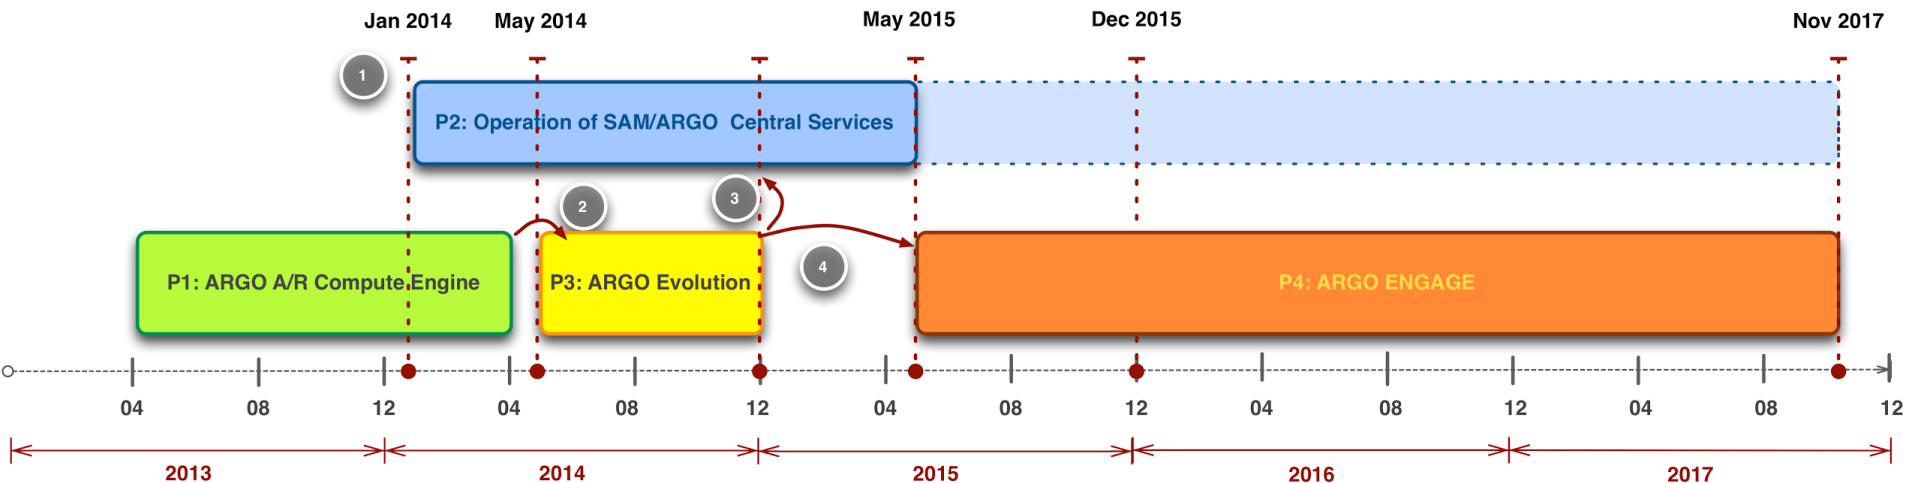 Jan 2014
May 2014
May 2015
Dec 2015
Nov 2017
1
P2: Operation of SAM/ARGO Central Services
2
3
4
P1: ARGO A/R Compute Engine
P3: ARGO Evolution
P4: ARGO ENGAGE
04 08 12 04 08 12 04 08 12 04 08 12 04 08 12
2013 2014 2015 2016 2017